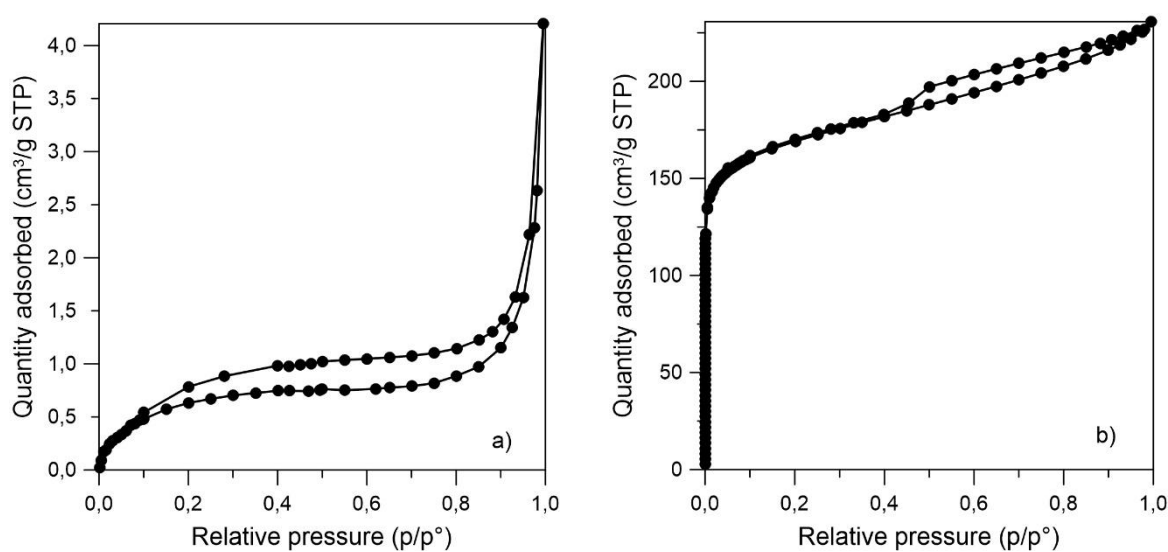 Quantity adsorbed (cm³/g STP)
4,0
3,5
3,0
2,5
2,0
1,5
1,0
0,5
0,0
a)
0,0 0,2 0,4 0,6 0,8 1,0
Relative pressure (p/p°)
Quantity adsorbed (cm³/g STP)
200
150
100
50
0
b)
0,0 0,2 0,4 0,6 0,8 1,0
Relative pressure (p/p°)